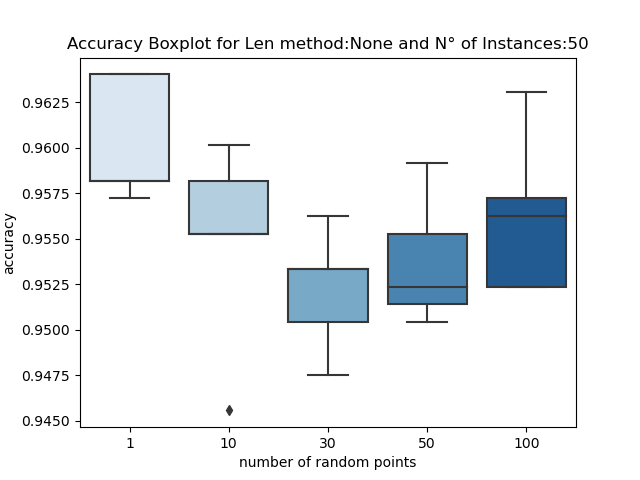 Accuracy Boxplot for Len method:None and N° of Instances:50
0.9625
0.9600
0.9575
0.9550
0.9525
0.9500
0.9475
0.9450
accuracy
1 10 30 50 100
number of random points